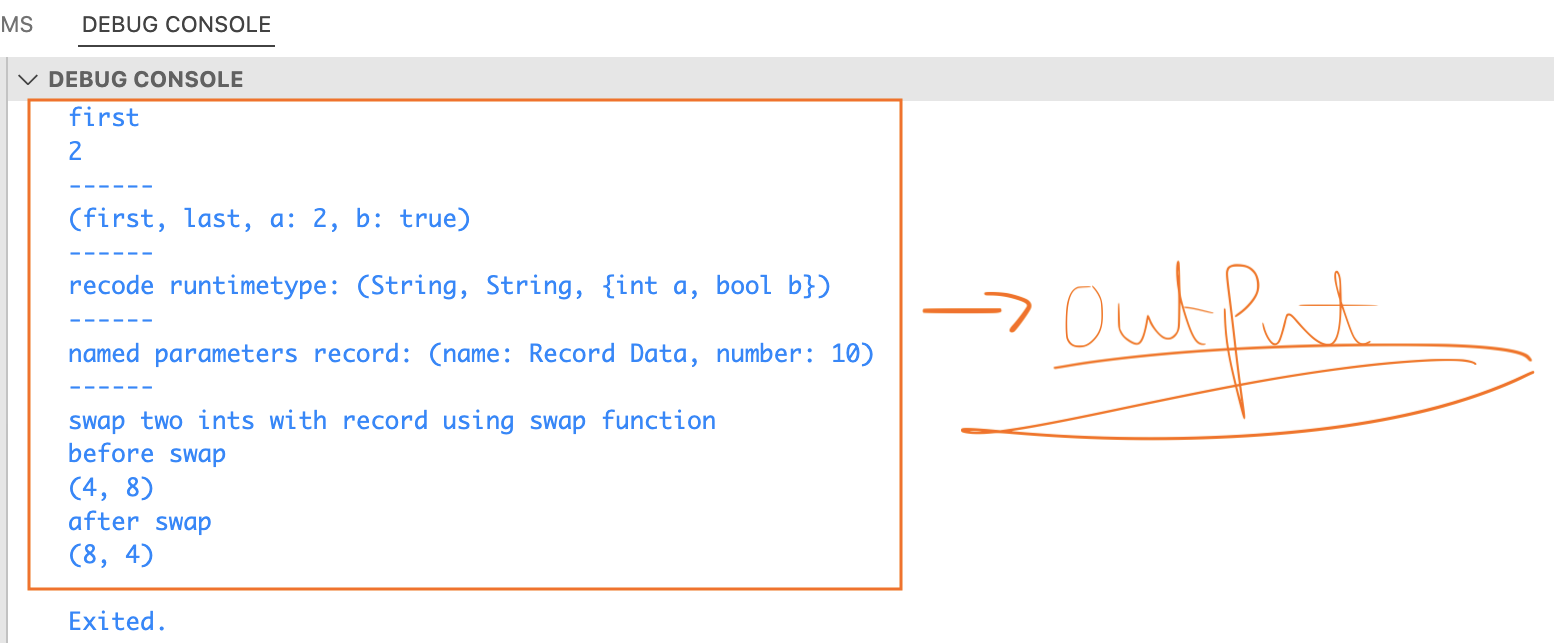 MS DEBUG CONSOLE
DEBUG CONSOLE
first
2
------
(first, last, a: 2, b: true)
------
recode runtimetype: (String, String, {int a, bool b})
------
named parameters record: (name: Record Data, number: 10)
------
swap two ints with record using swap function
before swap
(4, 8)
after swap
(8, 4)
Exited.
OutPut